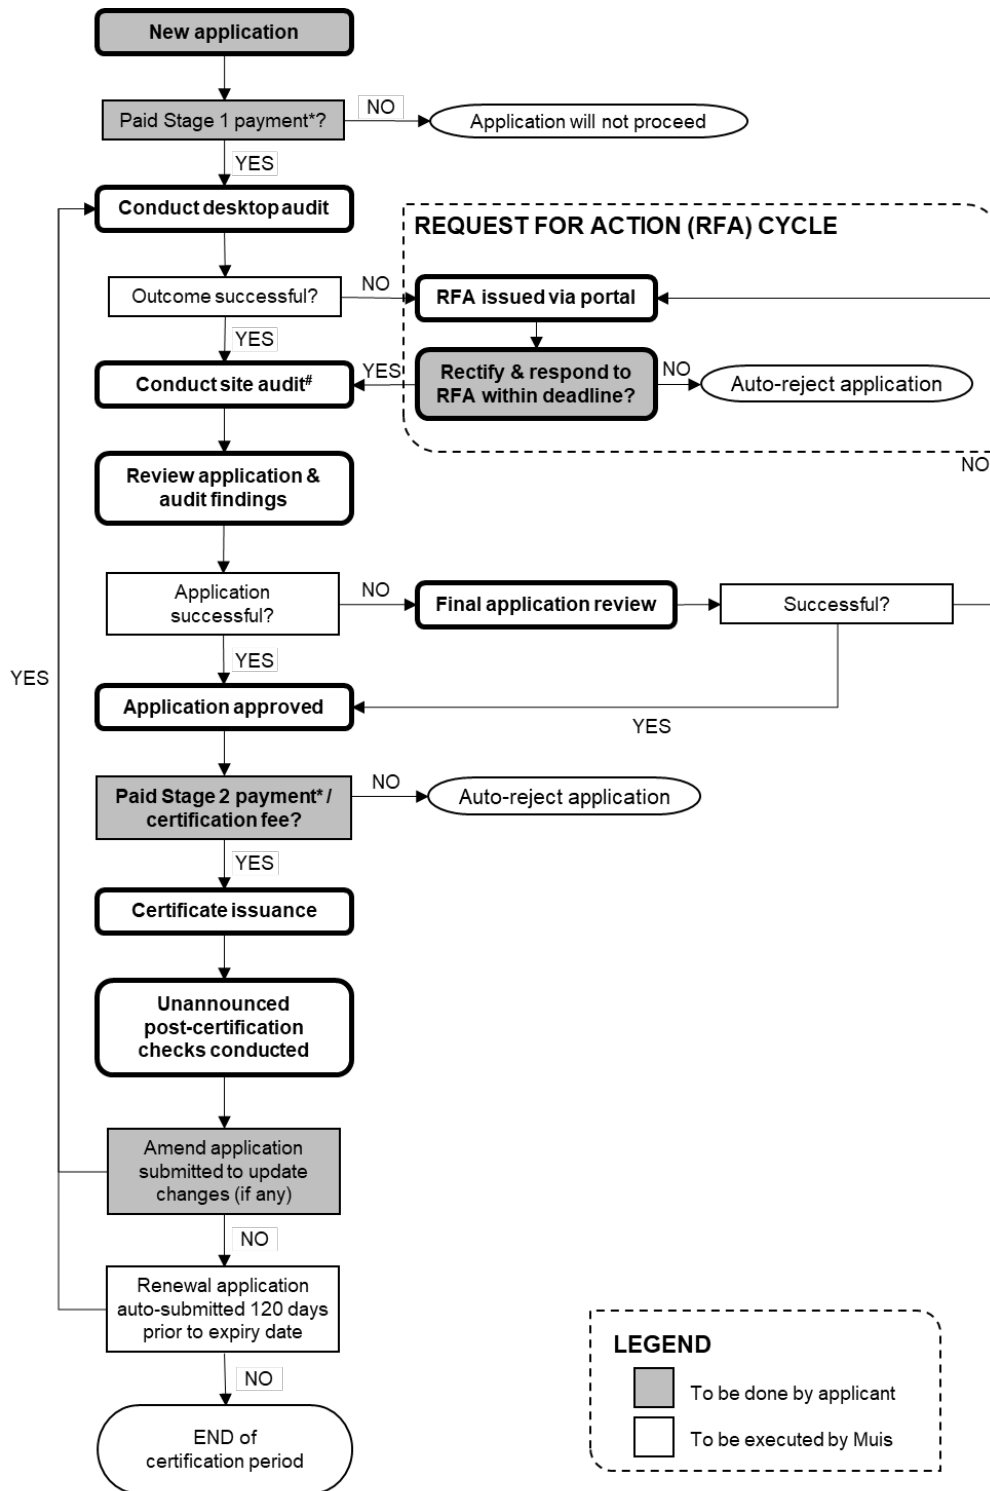 New application
Paid Stage 1 payment*?
NO
Application will not proceed
YES
Conduct desktop audit
REQUEST FOR ACTION (RFA) CYCLE
Outcome successful?
NO
RFA issued via portal
YES
Conduct site audit#
YES
Rectify & respond to
RFA within deadline?
NO
Auto-reject application
NO
Review application &
audit findings
Application
successful?
NO
Final application review
Successful?
YES
YES
Application approved
YES
Paid Stage 2 payment* /
certification fee?
NO
Auto-reject application
YES
Certificate issuance
Unannounced
post-certification
checks conducted
Amend application
submitted to update
changes (if any)
NO
Renewal application
auto-submitted 120 days
prior to expiry date
NO
END of
certification period
LEGEND
To be done by applicant
To be executed by Muis